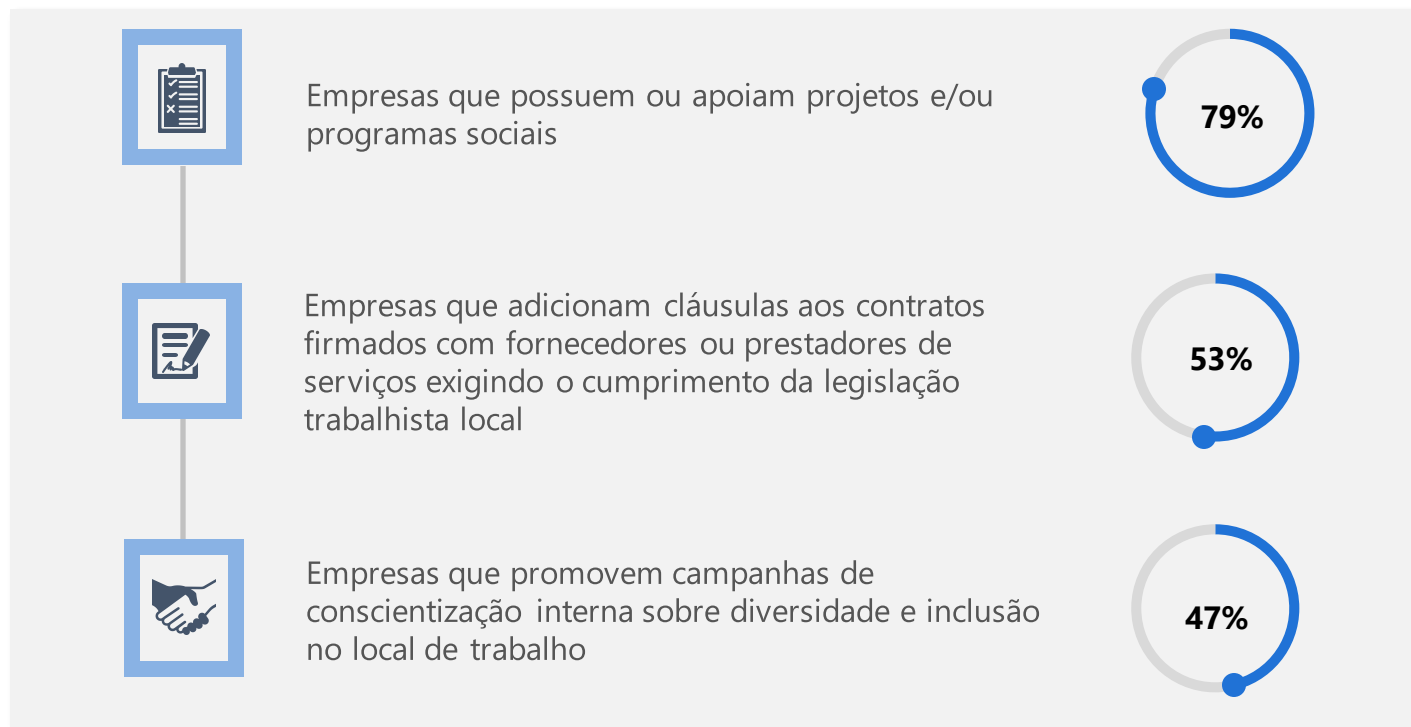 Empresas que possuem ou apoiam projetos e/ou
programas sociais
79%
Empresas que adicionam cláusulas aos contratos
firmados com fornecedores ou prestadores de
serviços exigindo o cumprimento da legislação
trabalhista local
53%
Empresas que promovem campanhas de
conscientização interna sobre diversidade e inclusão
no local de trabalho
47%